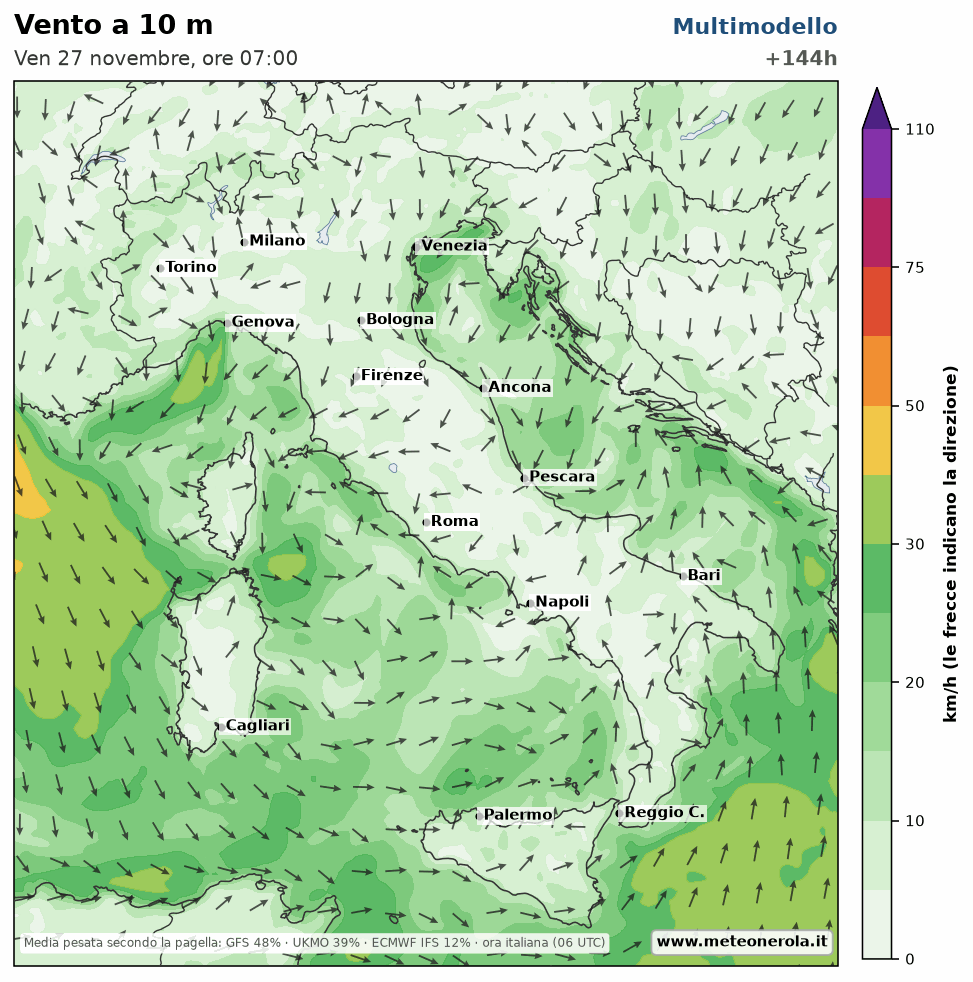 Vento a 10 m
Multimodello
Ven 27 novembre, ore 07:00
+144h
110
75
50
30
20
10
0
km/h (le frecce indicano la direzione)
Venezia
Milano
Torino
Genova
Bologna
Firenze
Ancona
Pescara
Roma
Bari
Napoli
Cagliari
Palermo
Reggio C.
Media pesata secondo la pagella: GFS 48% · UKMO 39% · ECMWF IFS 12% · ora italiana (06 UTC)
www.meteonerola.it